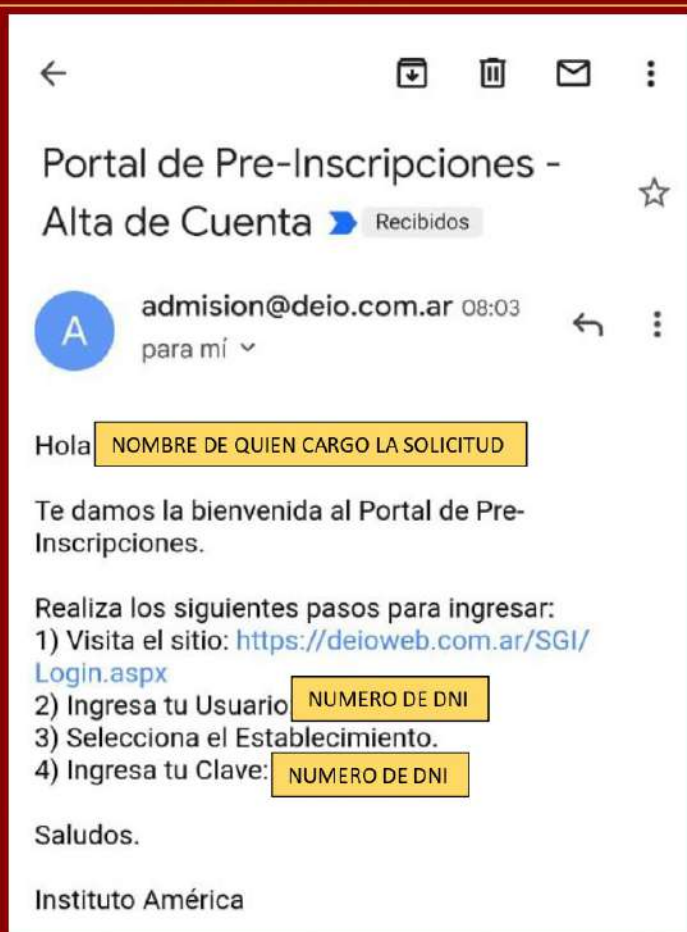 Portal de Pre-Inscripciones -
Alta de Cuenta Recibidos
A
admision@deio.com.ar 08:03
para mí
Hola NOMBRE DE QUIEN CARGO LA SOLICITUD
Te damos la bienvenida al Portal de Pre-
Inscripciones.
Realiza los siguientes pasos para ingresar:
1) Visita el sitio: https://deioweb.com.ar/SGI/
Login.aspx
2) Ingresa tu Usuario NUMERO DE DNI
3) Selecciona el Establecimiento.
4) Ingresa tu Clave: NUMERO DE DNI
Saludos.
Instituto América